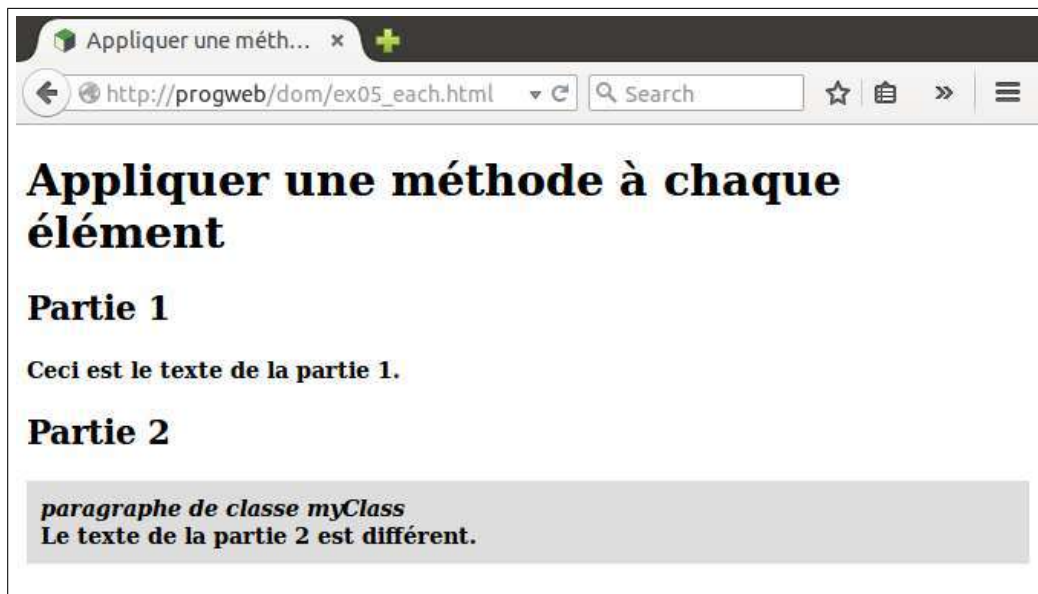 Appliquer une méth...
http://progweb/dom/ex05_each.html
Search
Appliquer une méthode à chaque
élément
Partie 1
Ceci est le texte de la partie 1.
Partie 2
paragraphe de classe myClass
Le texte de la partie 2 est différent.